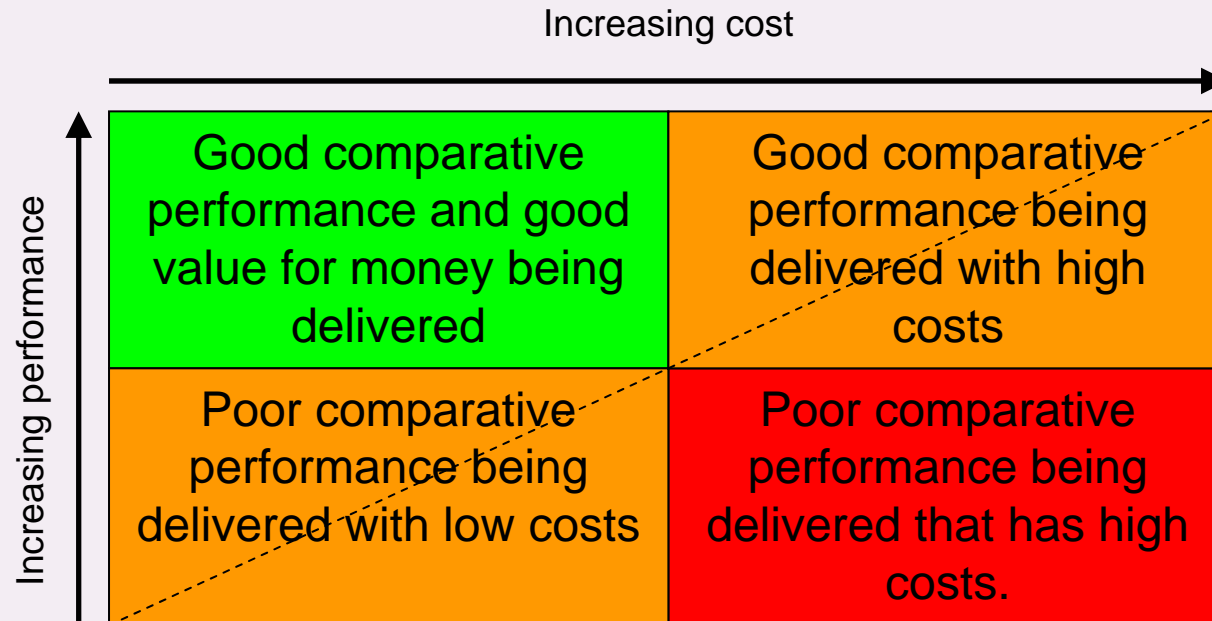 Increasing cost
Increasing performance
Good comparative
performance and good
value for money being
delivered
Good comparative
performance being
delivered with high
costs
Poor comparative
performance being
delivered with low costs
Poor comparative
performance being
delivered that has high
costs.